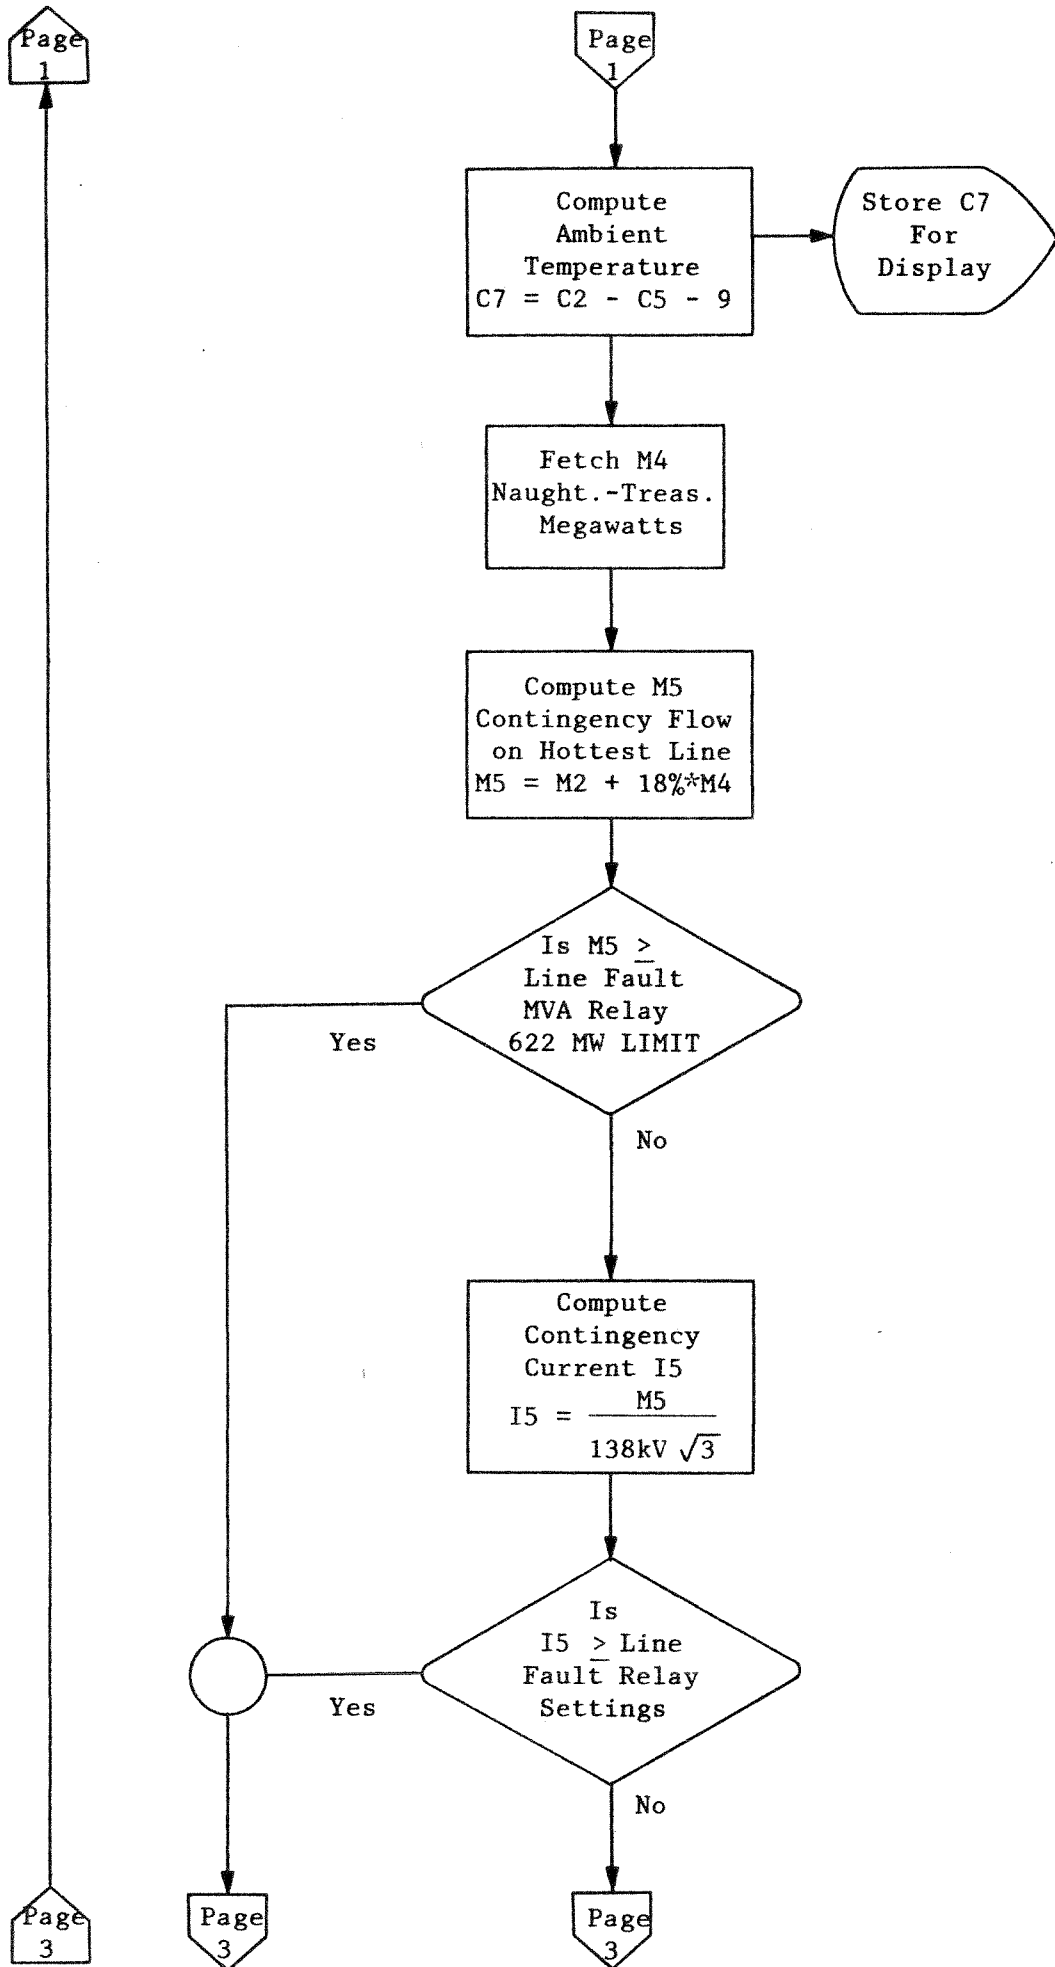 Page
1
Page
1
Compute
Ambient
Temperature
C7 = C2 - C5 - 9
Store C7
For
Display
Fetch M4
Naught.-Treas.
Megawatts
Compute M5
Contingency Flow
on Hottest Line
M5 = M2 + 18%*M4
Is M5 ≥
Line Fault
MVA Relay
622 MW LIMIT
Yes
No
Compute
Contingency
Current I5
I5 = M5
138kV √3
Is
I5 ≥ Line
Fault Relay
Settings
Yes
No
Page
3
Page
3
Page
3